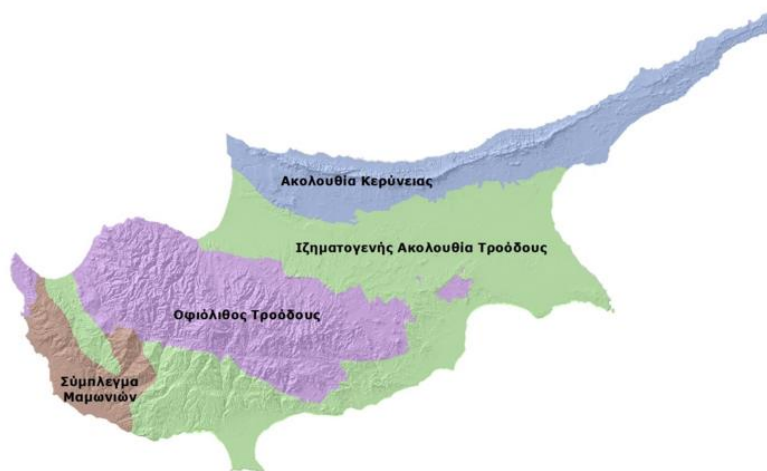 Ακολουθία Κερύνειας
Ιζηματογενής Ακολουθία Τροόδους
Οφιόλιθος Τροόδους
Σύμπλεγμα
Μαμωνιών